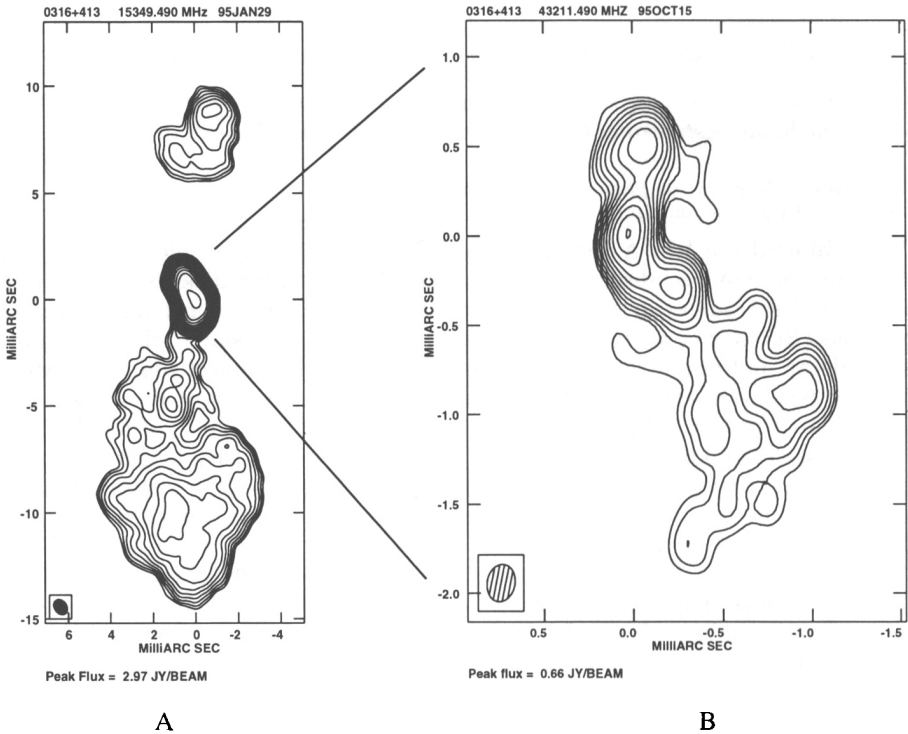 0316+413 15349.490 MHz 95JAN29
10
5
0
-5
-10
-15
MilliARC SEC
6 4 2 0 -2 -4
MilliARC SEC
Peak Flux = 2.97 JY/BEAM
A
0316+413 43211.490 MHZ 95OCT15
1.0
0.5
0.0
-0.5
-1.0
-1.5
-2.0
MilliARC SEC
0.5 0.0 -0.5 -1.0 -1.5
MilliARC SEC
Peak flux = 0.66 JY/BEAM
B